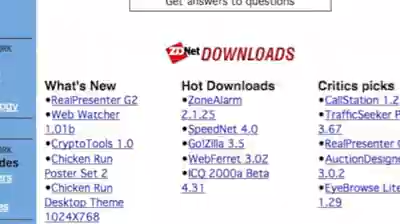 Get answers to questions
ZDNet DOWNLOADS
What's New
•RealPresenter G2
•Web Watcher
1.01b
•CryptoTools 1.0
•Chicken Run
Poster Set 2
•Chicken Run
Desktop Theme
1024X768
Hot Downloads
•ZoneAlarm
2.1.25
•SpeedNet 4.0
•Go!Zilla 3.5
•WebFerret 3.02
•ICQ 2000a Beta
4.31
Critics picks
•CallStation 1.2
•TrafficSeeker P
3.67
•RealPresenter
•AuctionDesigne
3.0.2
•EyeBrowse Lite
1.29